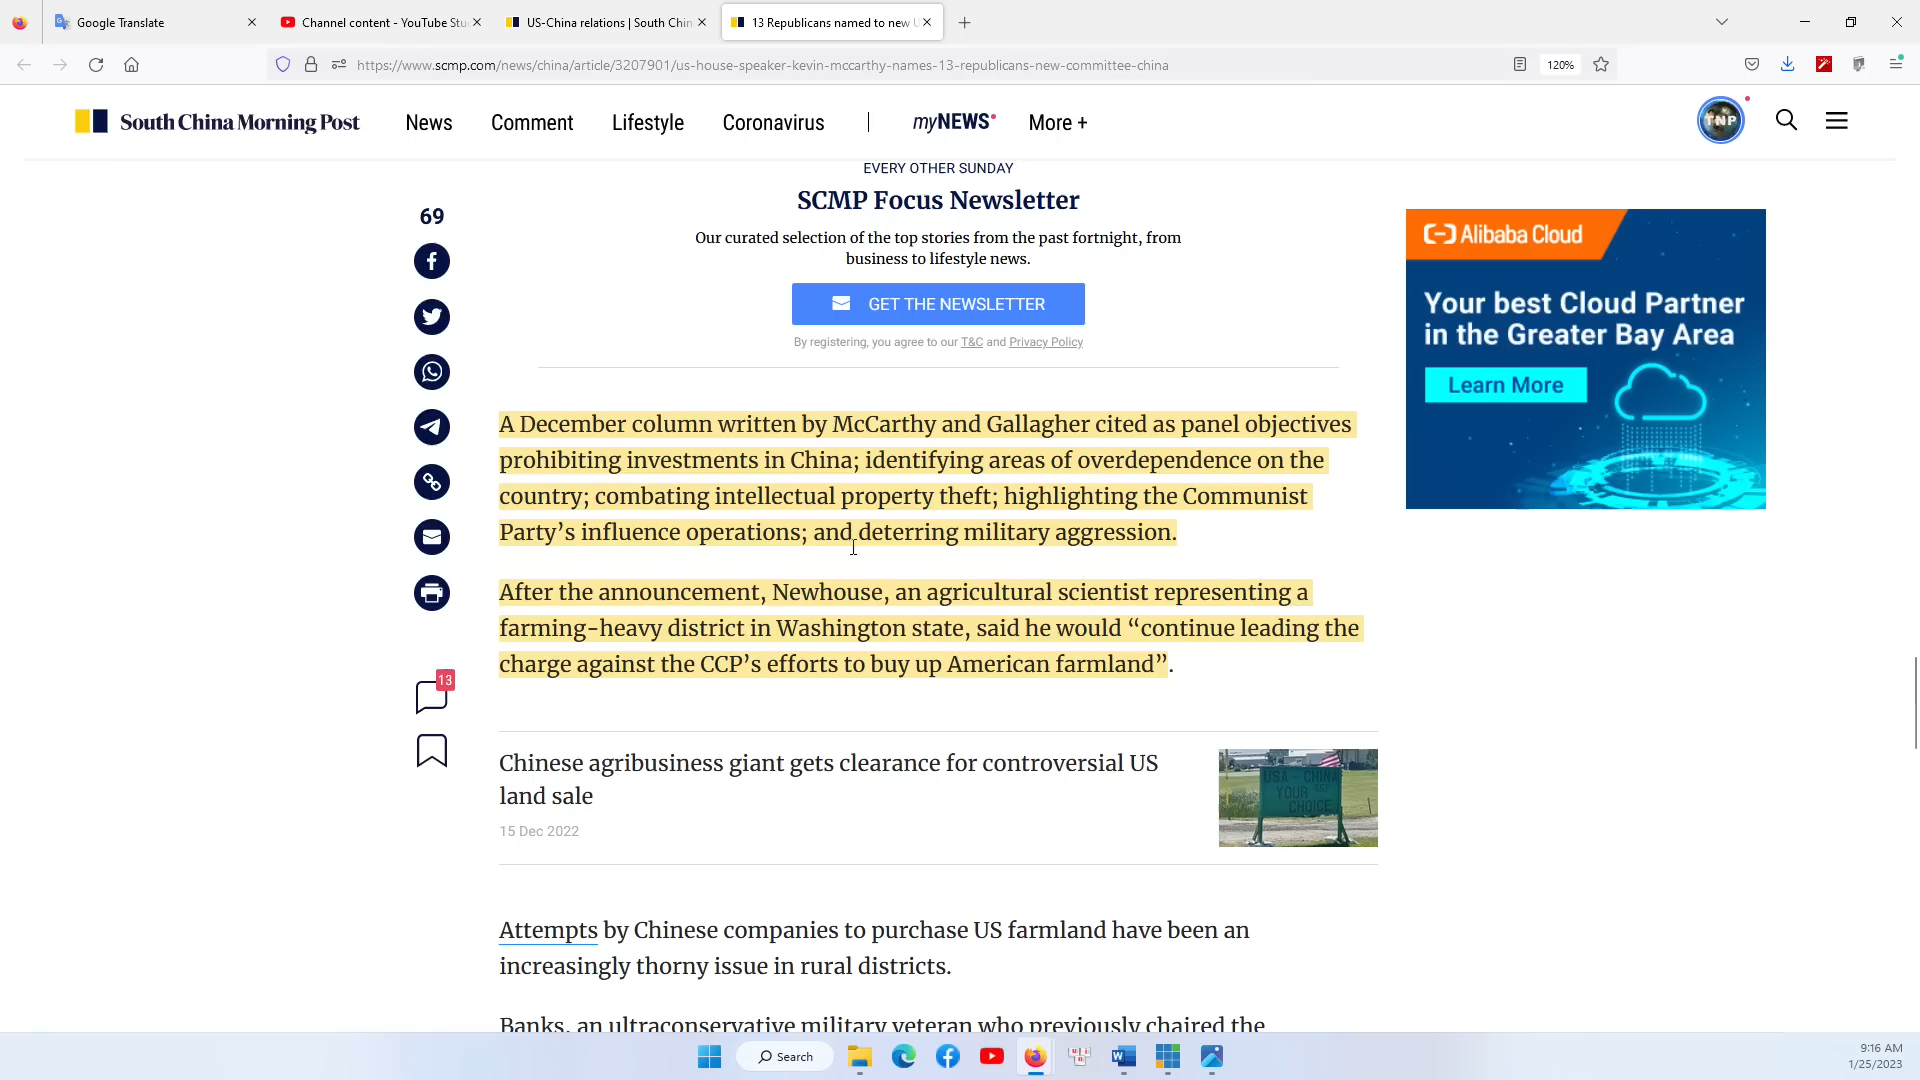 Google Translate
Channel content - YouTube Stu
US-China relations | South Chin
13 Republicans named to new U
https://www.scmp.com/news/china/article/3207901/us-house-speaker-kevin-mccarthy-names-13-republicans-new-committee-china
120%
South China Morning Post
News
Comment
Lifestyle
Coronavirus
myNEWS
More +
TNP
EVERY OTHER SUNDAY
SCMP Focus Newsletter
Our curated selection of the top stories from the past fortnight, from
business to lifestyle news.
GET THE NEWSLETTER
By registering, you agree to our T&C and Privacy Policy
69
13
Alibaba Cloud
Your best Cloud Partner
in the Greater Bay Area
Learn More
A December column written by McCarthy and Gallagher cited as panel objectives
prohibiting investments in China; identifying areas of overdependence on the
country; combating intellectual property theft; highlighting the Communist
Party’s influence operations; and deterring military aggression.
After the announcement, Newhouse, an agricultural scientist representing a
farming-heavy district in Washington state, said he would “continue leading the
charge against the CCP’s efforts to buy up American farmland”.
Chinese agribusiness giant gets clearance for controversial US
land sale
15 Dec 2022
USA - CHINA
YOUR
CHOICE
Attempts by Chinese companies to purchase US farmland have been an
increasingly thorny issue in rural districts.
Banks, an ultraconservative military veteran who previously chaired the
Search
9:16 AM
1/25/2023